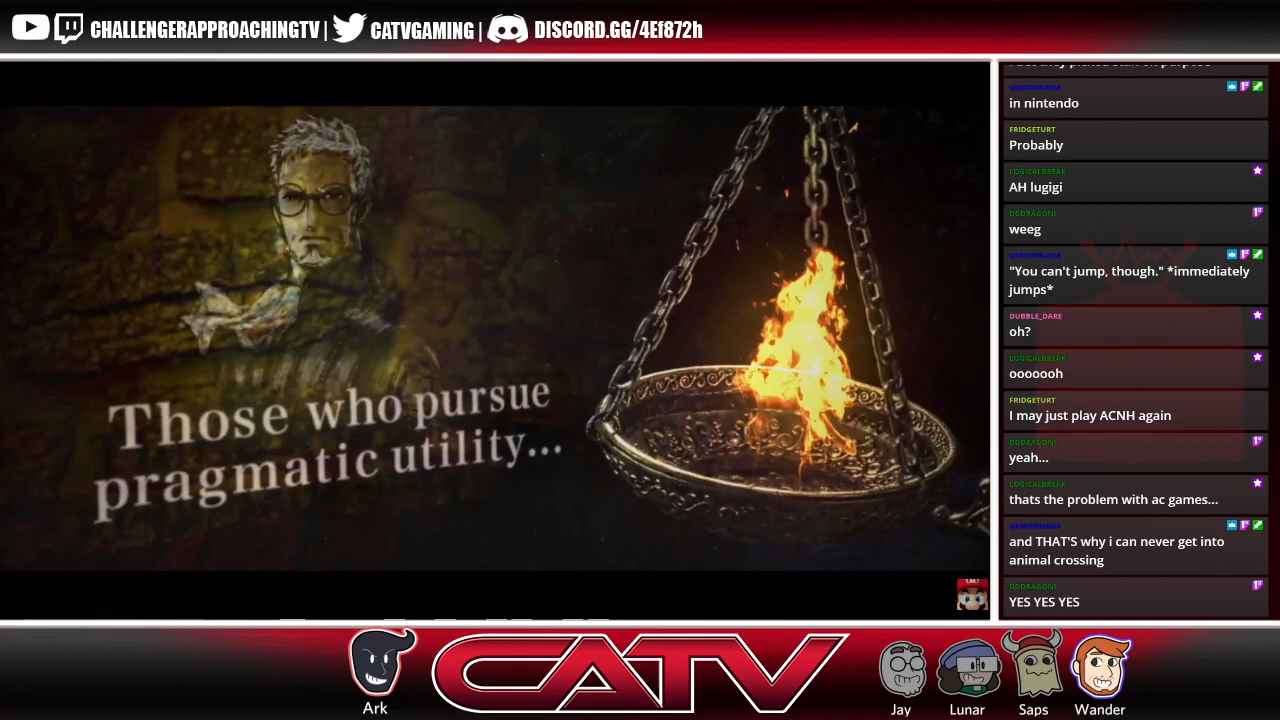 CHALLENGERAPPROACHINGTV | CATVGAMING | DISCORD.GG/4Ef872h
Those who pursue
pragmatic utility...
UKNOWNADA
in nintendo
FRIDGETURT
Probably
LOGICALBREAK
AH lugigi
DDDRAGONI
weeg
UKNOWNADA
"You can't jump, though." *immediately
jumps*
DUBBLE_DARE
oh?
LOGICALBREAK
ooooooh
FRIDGETURT
I may just play ACNH again
DDDRAGONI
yeah...
LOGICALBREAK
thats the problem with ac games...
UKNOWNADA
and THAT'S why i can never get into
animal crossing
DDDRAGONI
YES YES YES
CATV
Ark
Jay
Lunar
Saps
Wander